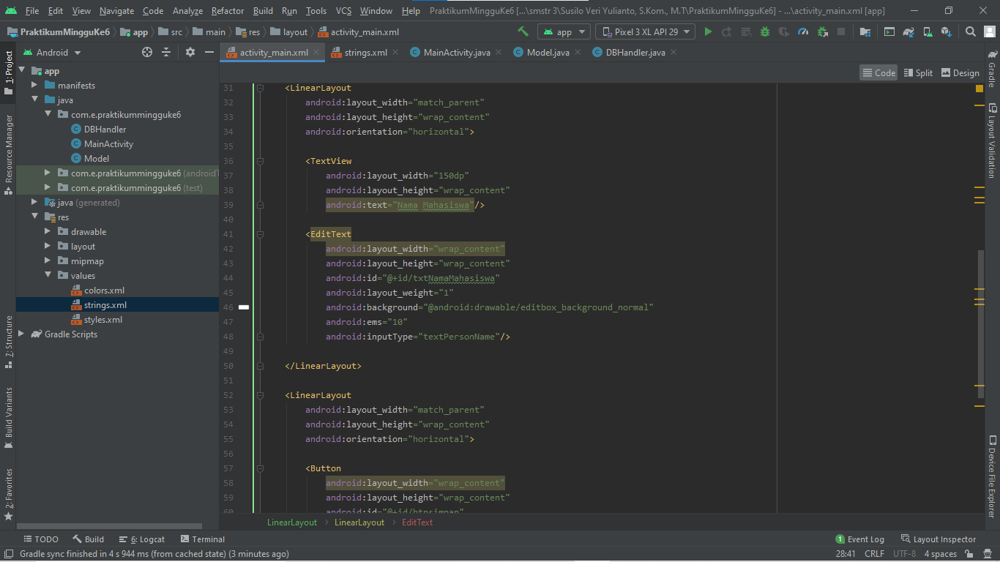 File Edit View Navigate Code Analyze Refactor Build Run Tools VCS Window Help PraktikumMingguKe6 [...\smstr 3\Susilo Veri Yulianto, S.Kom., M.T\PraktikumMingguKe6] - ...\activity_main.xml [app]
PraktikumMingguKe6 app src main res layout activity_main.xml app Pixel 3 XL API 29
Android activity_main.xml strings.xml MainActivity.java Model.java DBHandler.java
Code Split Design
1: Project
Resource Manager
7: Structure
Build Variants
2: Favorites
app
manifests
java
com.e.praktikummingguke6
DBHandler
MainActivity
Model
com.e.praktikummingguke6 (androidT
com.e.praktikummingguke6 (test)
java (generated)
res
drawable
layout
mipmap
values
colors.xml
strings.xml
styles.xml
Gradle Scripts
31 <LinearLayout
32 android:layout_width="match_parent"
33 android:layout_height="wrap_content"
34 android:orientation="horizontal">
35
36 <TextView
37 android:layout_width="150dp"
38 android:layout_height="wrap_content"
39 android:text="Nama Mahasiswa"/>
40
41 <EditText
42 android:layout_width="wrap_content"
43 android:layout_height="wrap_content"
44 android:id="@+id/txtNamaMahasiswa"
45 android:layout_weight="1"
46 android:background="@android:drawable/editbox_background_normal"
47 android:ems="10"
48 android:inputType="textPersonName"/>
49
50 </LinearLayout>
51
52 <LinearLayout
53 android:layout_width="match_parent"
54 android:layout_height="wrap_content"
55 android:orientation="horizontal">
56
57 <Button
58 android:layout_width="wrap_content"
59 android:layout_height="wrap_content"
60 android:id="@+id/btnsimpan"
LinearLayout LinearLayout EditText
Gradle
Layout Validation
Device File Explorer
TODO Build 6: Logcat Terminal 1 Event Log Layout Inspector
Gradle sync finished in 4 s 944 ms (from cached state) (3 minutes ago) 28:41 CRLF UTF-8 4 spaces